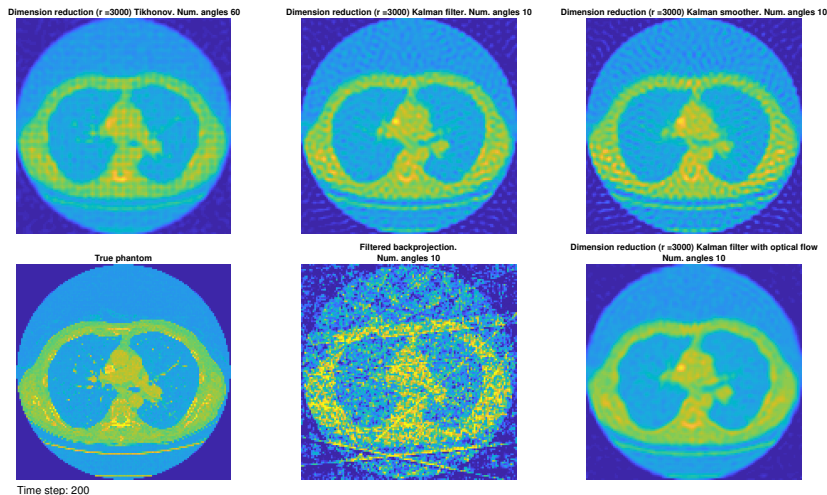 Dimension reduction (r =3000) Tikhonov. Num. angles 60
Dimension reduction (r =3000) Kalman filter. Num. angles 10
Dimension reduction (r =3000) Kalman smoother. Num angles 10
True phantom
Filtered backprojection.
Num. angles 10
Dimension reduction (r =3000) Kalman filter with optical flow
Num. angles 10
Time step: 200